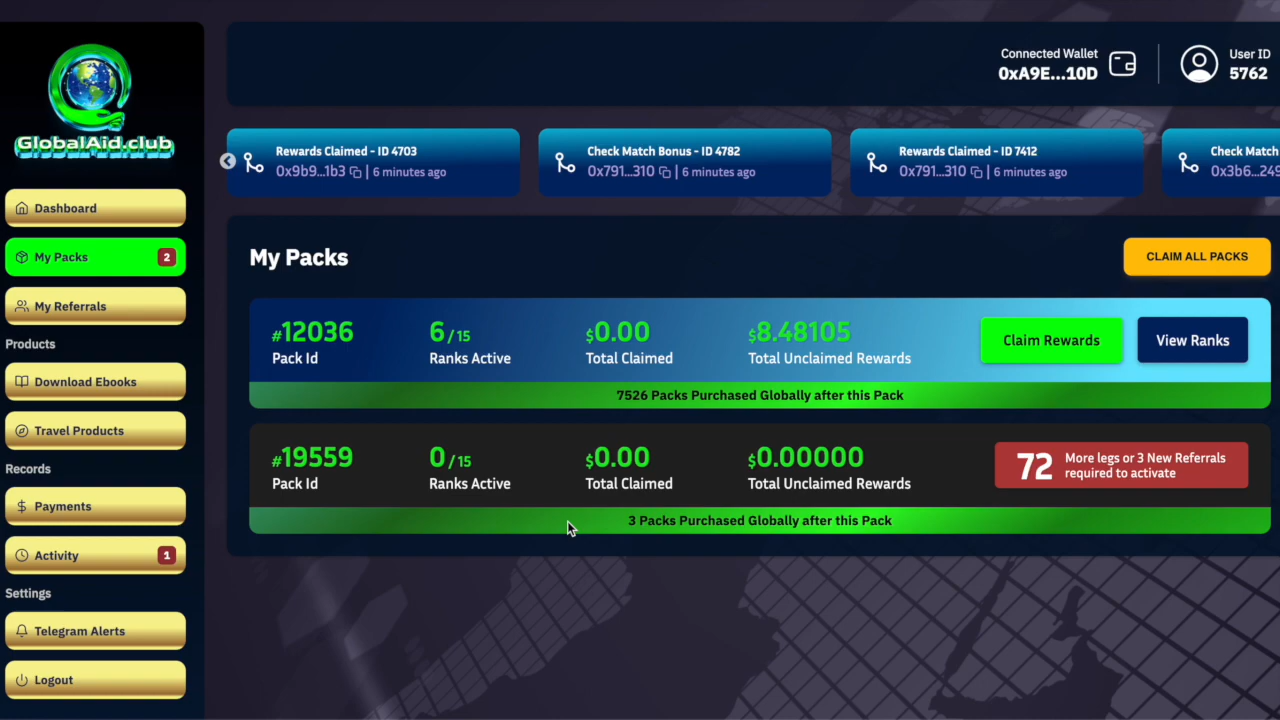 GlobalAid.club
Dashboard
My Packs 2
My Referrals
Products
Download Ebooks
Travel Products
Records
Payments
Activity 1
Settings
Telegram Alerts
Logout
Connected Wallet
0xA9E...10D
User ID
5762
Rewards Claimed - ID 4703
0x9b9...1b3 | 6 minutes ago
Check Match Bonus - ID 4782
0x791...310 | 6 minutes ago
Rewards Claimed - ID 7412
0x791...310 | 6 minutes ago
Check Match
0x3b6...249
My Packs
CLAIM ALL PACKS
#12036 6/15 $0.00 $8.48105
Pack Id Ranks Active Total Claimed Total Unclaimed Rewards
Claim Rewards View Ranks
7526 Packs Purchased Globally after this Pack
#19559 0/15 $0.00 $0.00000
Pack Id Ranks Active Total Claimed Total Unclaimed Rewards
72 More legs or 3 New Referrals
required to activate
3 Packs Purchased Globally after this Pack